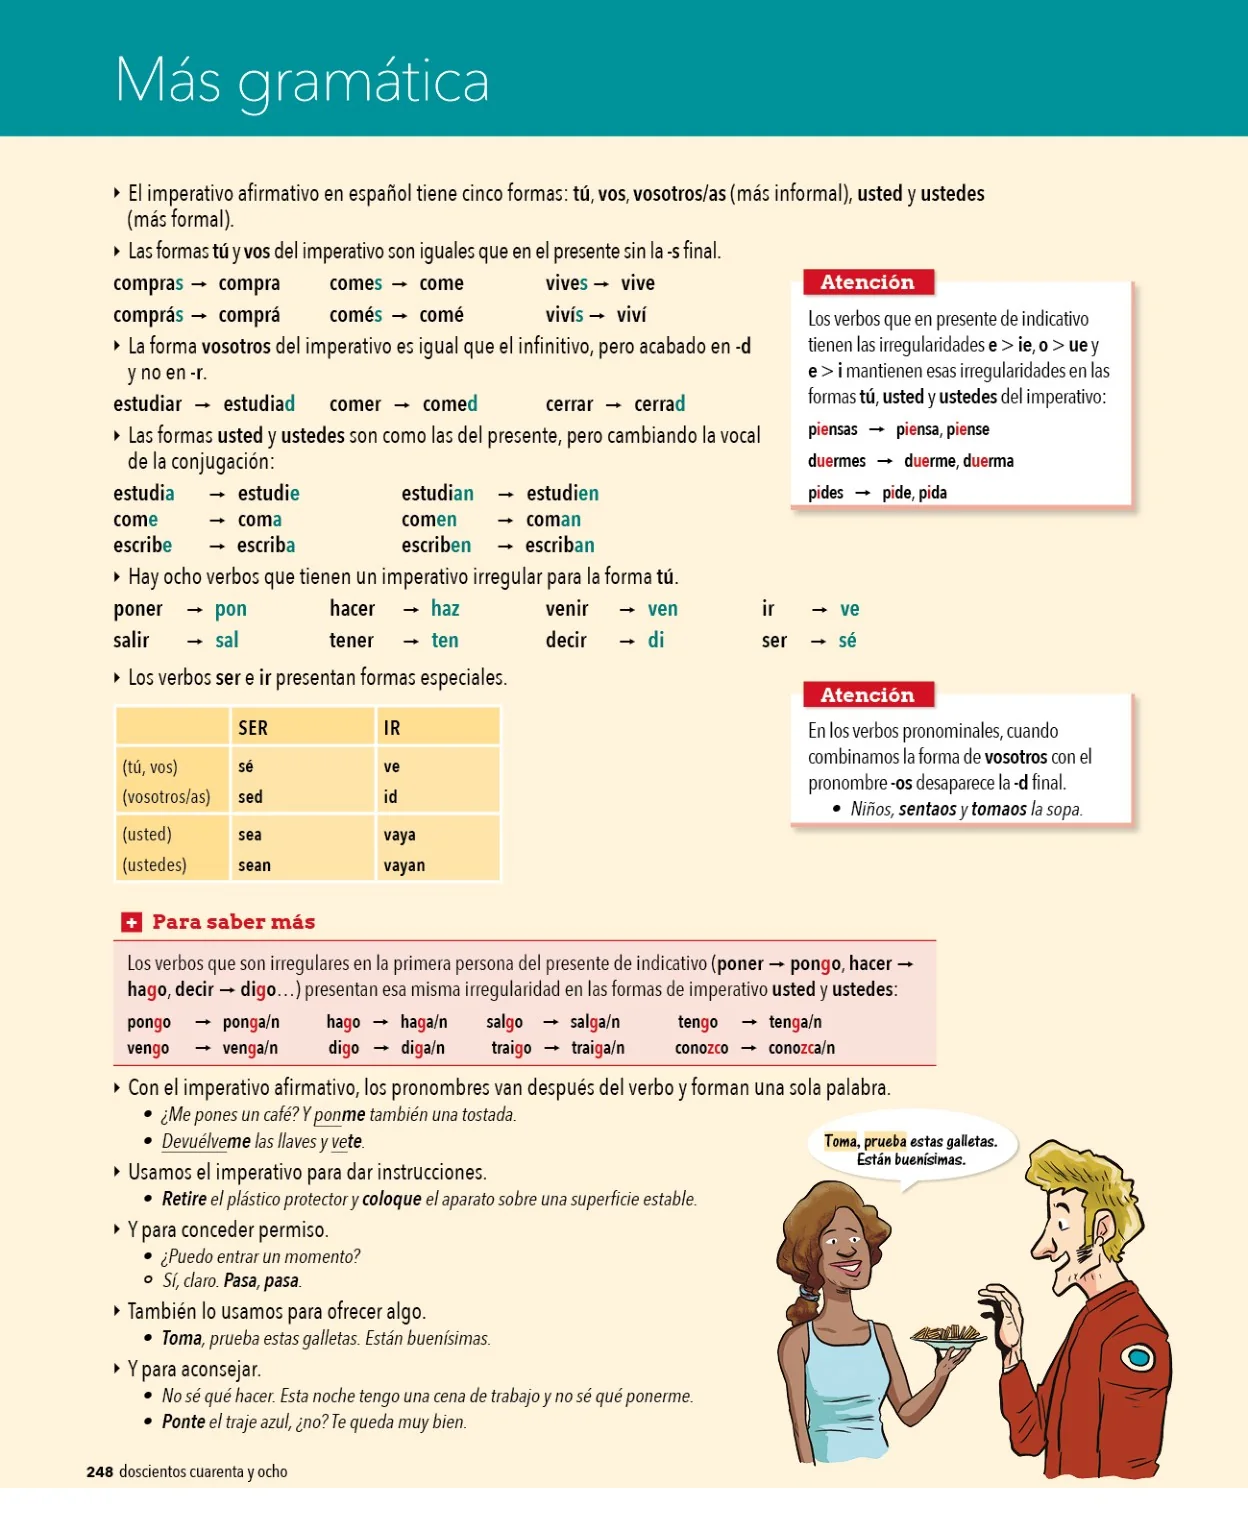 Más gramática
‣ El imperativo afirmativo en español tiene cinco formas: tú, vos, vosotros/as (más informal), usted y ustedes
(más formal).
‣ Las formas tú y vos del imperativo son iguales que en el presente sin la -s final.
compras → compra comes → come vives → vive
comprás → comprá comés → comé vivís → viví
‣ La forma vosotros del imperativo es igual que el infinitivo, pero acabado en -d
y no en -r.
estudiar → estudiad comer → comed cerrar → cerrad
‣ Las formas usted y ustedes son como las del presente, pero cambiando la vocal
de la conjugación:
estudia → estudie estudian → estudien
come → coma comen → coman
escribe → escriba escriben → escriban
Atención
Los verbos que en presente de indicativo
tienen las irregularidades e > ie, o > ue y
e > i mantienen esas irregularidades en las
formas tú, usted y ustedes del imperativo:
piensas → piensa, piense
duermes → duerme, duerma
pides → pide, pida
‣ Hay ocho verbos que tienen un imperativo irregular para la forma tú.
poner → pon hacer → haz venir → ven ir → ve
salir → sal tener → ten decir → di ser → sé
‣ Los verbos ser e ir presentan formas especiales.
SER IR
(tú, vos) sé ve
(vosotros/as) sed id
(usted) sea vaya
(ustedes) sean vayan
Atención
En los verbos pronominales, cuando
combinamos la forma de vosotros con el
pronombre -os desaparece la -d final.
• Niños, sentaos y tomaos la sopa.
+ Para saber más
Los verbos que son irregulares en la primera persona del presente de indicativo (poner → pongo, hacer →
hago, decir → digo…) presentan esa misma irregularidad en las formas de imperativo usted y ustedes:
pongo → ponga/n hago → haga/n salgo → salga/n tengo → tenga/n
vengo → venga/n digo → diga/n traigo → traiga/n conozco → conozca/n
‣ Con el imperativo afirmativo, los pronombres van después del verbo y forman una sola palabra.
• ¿Me pones un café? Y ponme también una tostada.
• Devuélveme las llaves y vete.
‣ Usamos el imperativo para dar instrucciones.
• Retire el plástico protector y coloque el aparato sobre una superficie estable.
‣ Y para conceder permiso.
• ¿Puedo entrar un momento?
○ Sí, claro. Pasa, pasa.
‣ También lo usamos para ofrecer algo.
• Toma, prueba estas galletas. Están buenísimas.
‣ Y para aconsejar.
• No sé qué hacer. Esta noche tengo una cena de trabajo y no sé qué ponerme.
• Ponte el traje azul, ¿no? Te queda muy bien.
Toma, prueba estas galletas.
Están buenísimas.
248 doscientos cuarenta y ocho